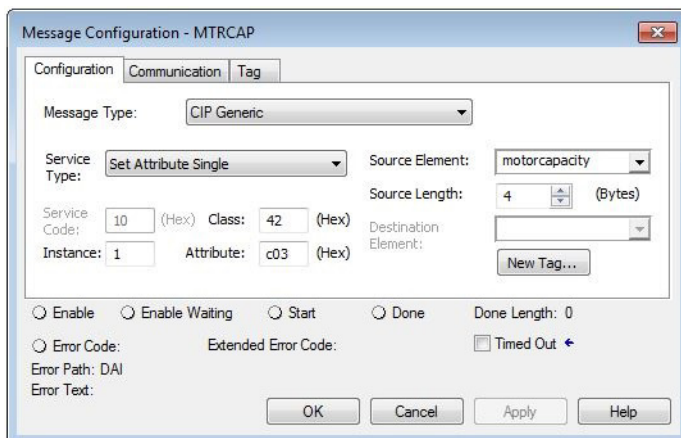 Message Configuration - MTRCAP
Configuration Communication Tag
Message Type: CIP Generic
Service Type: Set Attribute Single
Source Element: motorcapacity
Source Length: 4 (Bytes)
Service Code: 10 (Hex) Class: 42 (Hex)
Destination Element:
Instance: 1 Attribute: c03 (Hex)
New Tag...
Enable Enable Waiting Start Done Done Length: 0
Error Code: Extended Error Code: Timed Out
Error Path: DAI
Error Text:
OK Cancel Apply Help